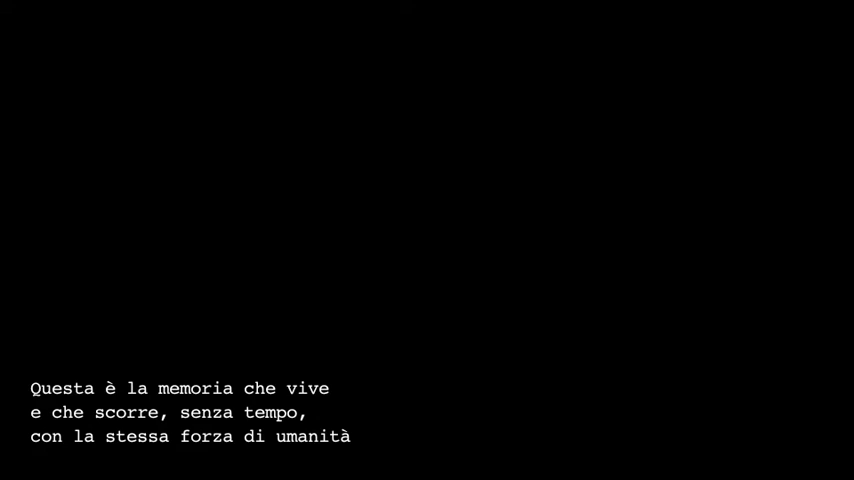 Questa è la memoria che vive
e che scorre, senza tempo,
con la stessa forza di umanità